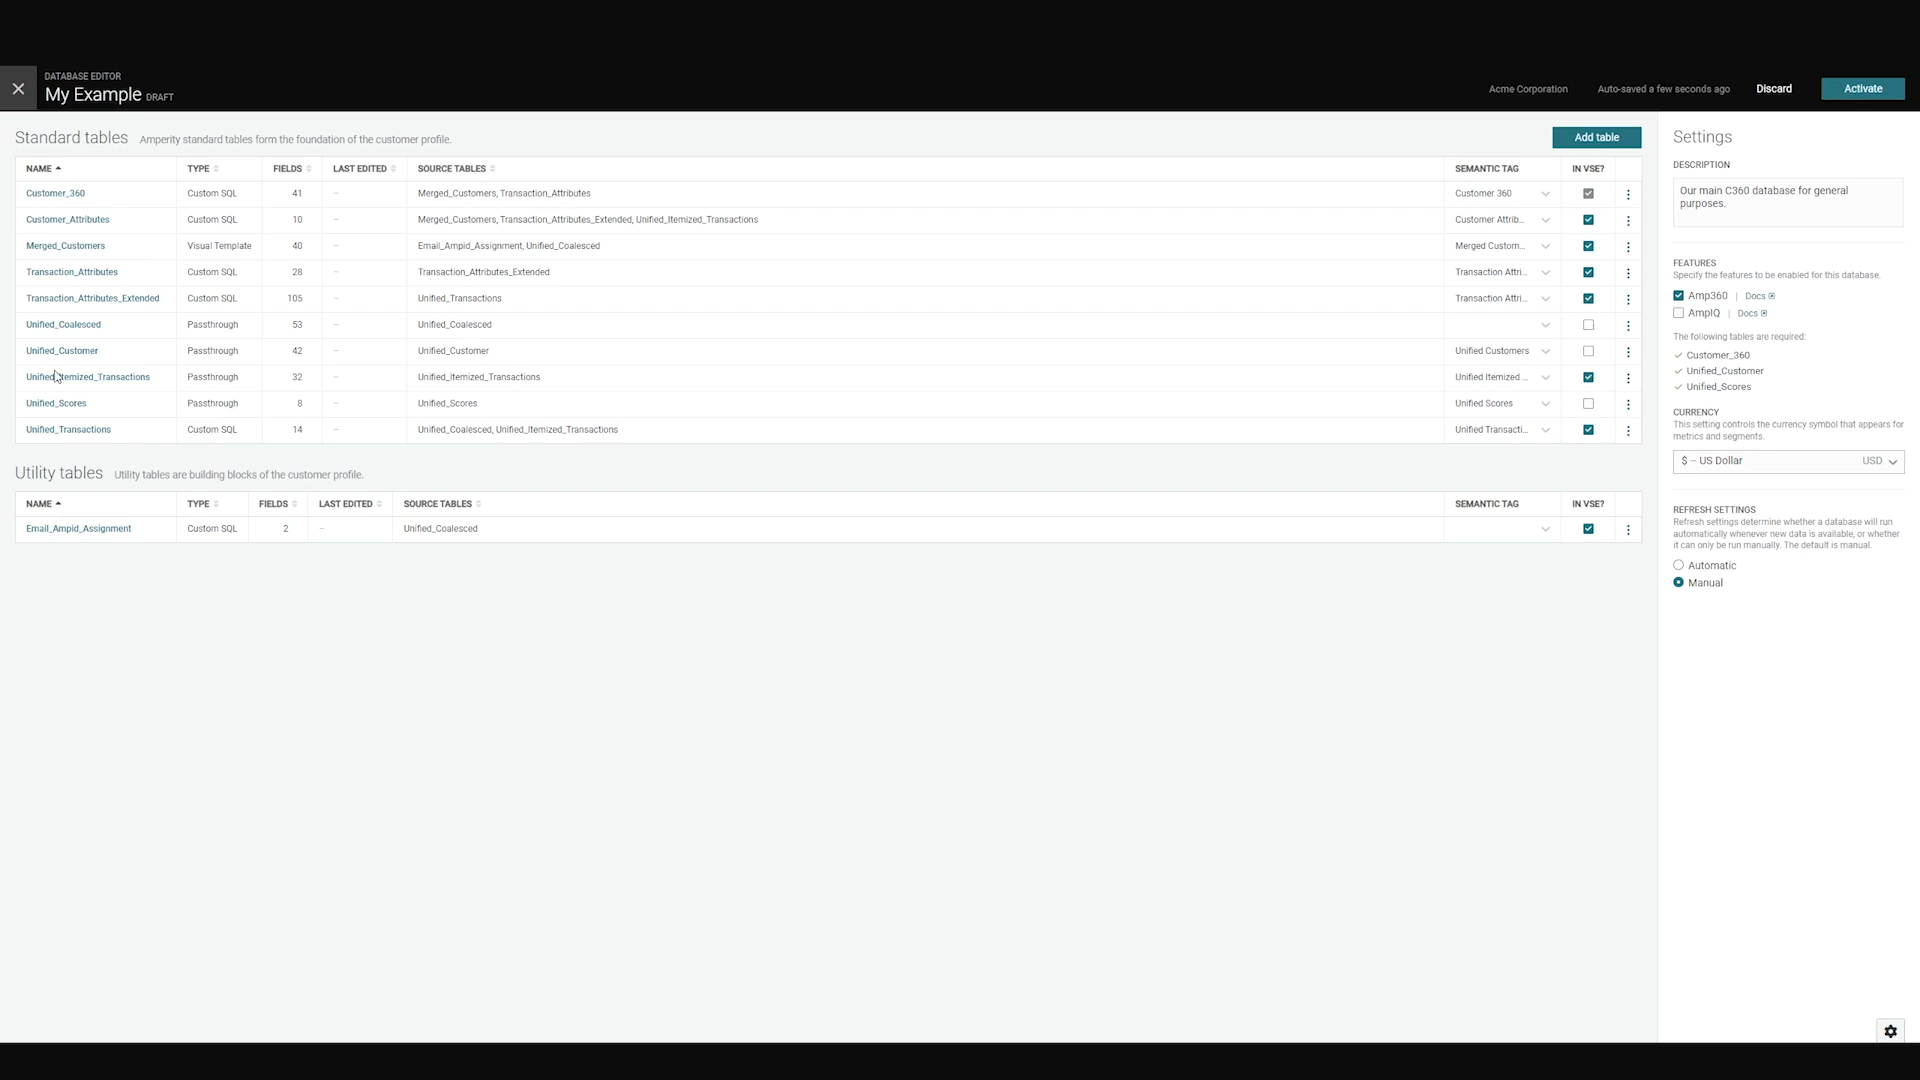 DATABASE EDITOR
My Example DRAFT
Acme Corporation Auto-saved a few seconds ago Discard Activate
Standard tables Amperity standard tables form the foundation of the customer profile. Add table
NAME TYPE FIELDS LAST EDITED SOURCE TABLES SEMANTIC TAG IN VSE?
Customer_360 Custom SQL 41 – Merged_Customers, Transaction_Attributes Customer 360
Customer_Attributes Custom SQL 10 – Merged_Customers, Transaction_Attributes_Extended, Unified_Itemized_Transactions Customer Attrib...
Merged_Customers Visual Template 40 – Email_Ampid_Assignment, Unified_Coalesced Merged Custom...
Transaction_Attributes Custom SQL 28 – Transaction_Attributes_Extended Transaction Attri...
Transaction_Attributes_Extended Custom SQL 105 – Unified_Transactions Transaction Attri...
Unified_Coalesced Passthrough 53 – Unified_Coalesced
Unified_Customer Passthrough 42 – Unified_Customer Unified Customers
Unified_Itemized_Transactions Passthrough 32 – Unified_Itemized_Transactions Unified Itemized ...
Unified_Scores Passthrough 8 – Unified_Scores Unified Scores
Unified_Transactions Custom SQL 14 – Unified_Coalesced, Unified_Itemized_Transactions Unified Transacti...
Utility tables Utility tables are building blocks of the customer profile.
NAME TYPE FIELDS LAST EDITED SOURCE TABLES SEMANTIC TAG IN VSE?
Email_Ampid_Assignment Custom SQL 2 – Unified_Coalesced
Settings
DESCRIPTION
Our main C360 database for general
purposes.
FEATURES
Specify the features to be enabled for this database.
Amp360 | Docs
AmpIQ | Docs
The following tables are required:
Customer_360
Unified_Customer
Unified_Scores
CURRENCY
This setting controls the currency symbol that appears for
metrics and segments.
$ – US Dollar USD
REFRESH SETTINGS
Refresh settings determine whether a database will run
automatically whenever new data is available, or whether
it can only be run manually. The default is manual.
Automatic
Manual